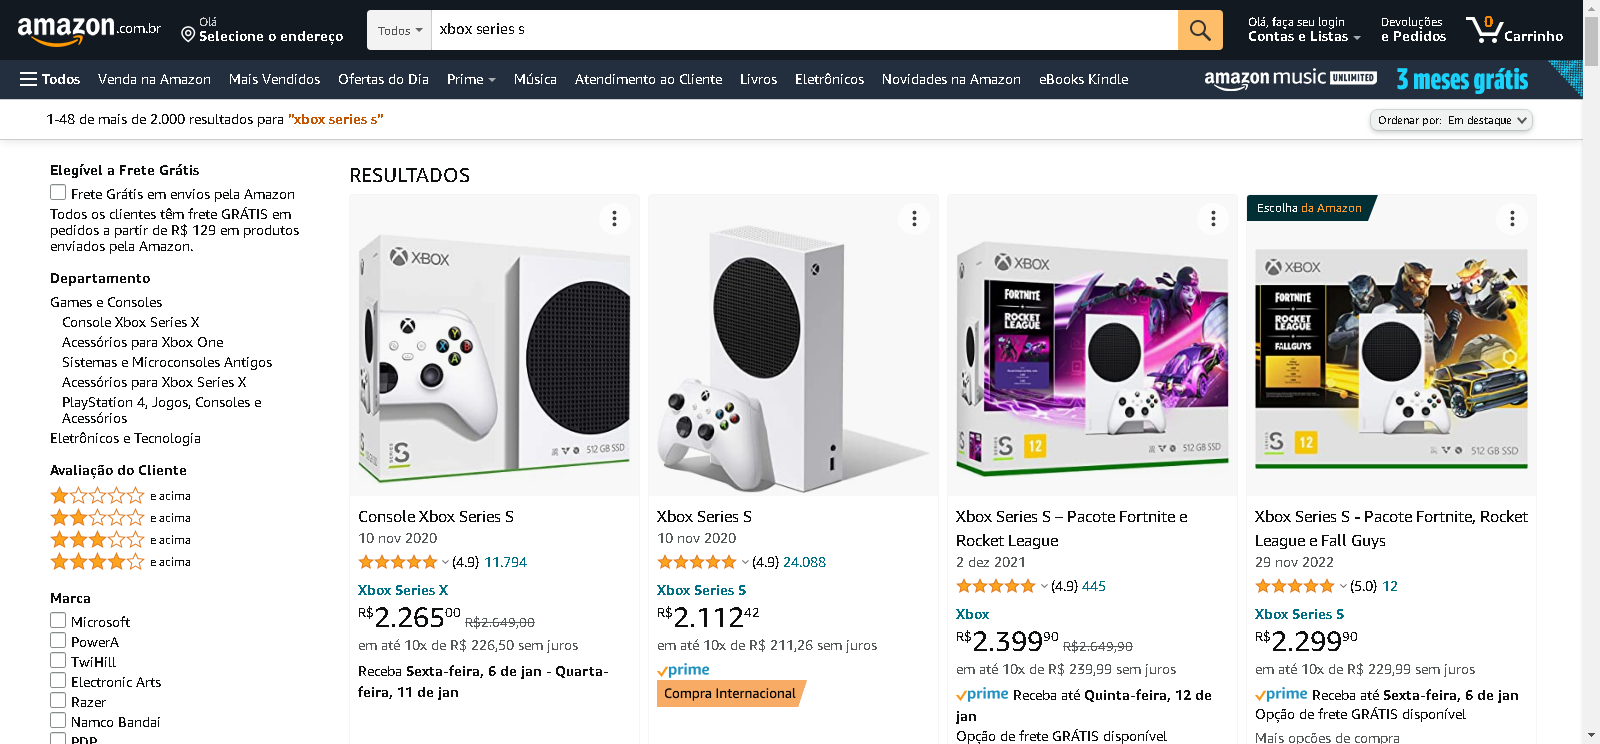 amazon.com.br
Olá
Selecione o endereço
Todos
xbox series s
Olá, faça seu login
Contas e Listas
Devoluções
e Pedidos
0
Carrinho
Todos
Venda na Amazon
Mais Vendidos
Ofertas do Dia
Prime
Música
Atendimento ao Cliente
Livros
Eletrônicos
Novidades na Amazon
eBooks Kindle
amazon music UNLIMITED
3 meses grátis
1-48 de mais de 2.000 resultados para "xbox series s"
Ordenar por: Em destaque
Elegível a Frete Grátis
Frete Grátis em envios pela Amazon
Todos os clientes têm frete GRÁTIS em
pedidos a partir de R$ 129 em produtos
enviados pela Amazon.
Departamento
Games e Consoles
Console Xbox Series X
Acessórios para Xbox One
Sistemas e Microconsoles Antigos
Acessórios para Xbox Series X
PlayStation 4, Jogos, Consoles e
Acessórios
Eletrônicos e Tecnologia
Avaliação do Cliente
e acima
e acima
e acima
e acima
Marca
Microsoft
PowerA
TwiHill
Electronic Arts
Razer
Namco Bandai
PDP
RESULTADOS
XBOX
SERIES S
512 GB SSD
Console Xbox Series S
10 nov 2020
(4.9) 11.794
Xbox Series X
R$2.26500 R$2.649,00
em até 10x de R$ 226,50 sem juros
Receba Sexta-feira, 6 de jan - Quarta-
feira, 11 de jan
Xbox Series S
10 nov 2020
(4.9) 24.088
Xbox Series S
R$2.11242
em até 10x de R$ 211,26 sem juros
prime
Compra Internacional
XBOX
FORTNITE
ROCKET
LEAGUE
SERIES S
12
512 GB SSD
Xbox Series S – Pacote Fortnite e
Rocket League
2 dez 2021
(4.9) 445
Xbox
R$2.39990 R$2.649,90
em até 10x de R$ 239,99 sem juros
prime Receba até Quinta-feira, 12 de
jan
Opção de frete GRÁTIS disponível
Escolha da Amazon
XBOX
FORTNITE
ROCKET
LEAGUE
FALL GUYS
SERIES S
12
512 GB SSD
Xbox Series S - Pacote Fortnite, Rocket
League e Fall Guys
29 nov 2022
(5.0) 12
Xbox Series S
R$2.29990
em até 10x de R$ 229,99 sem juros
prime Receba até Sexta-feira, 6 de jan
Opção de frete GRÁTIS disponível
Mais opções de compra